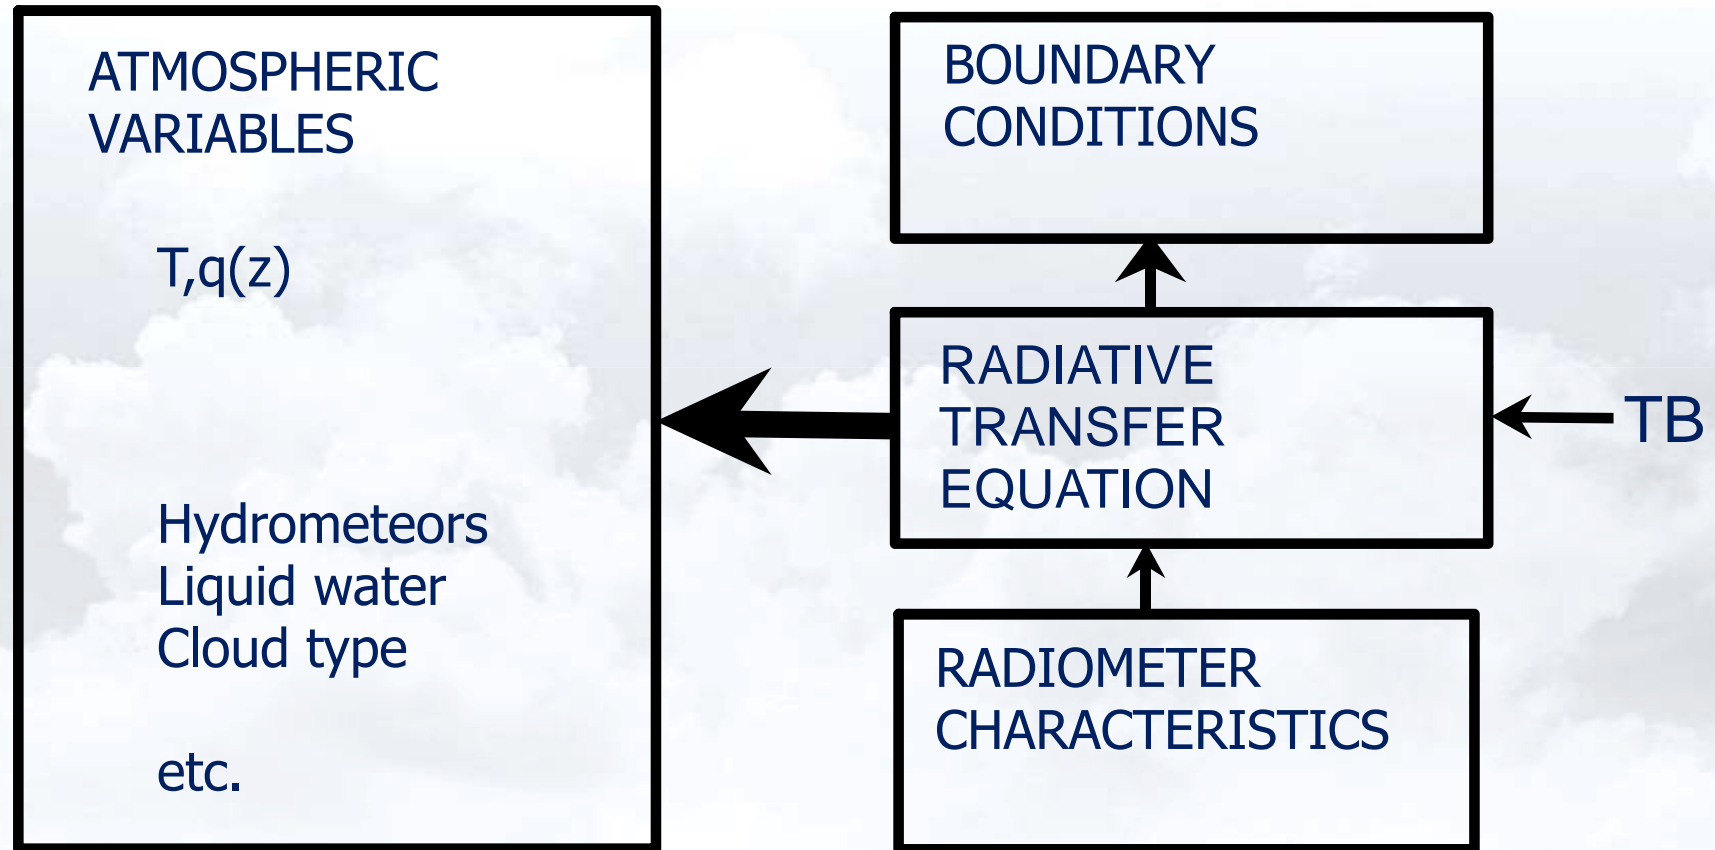 ATMOSPHERIC
VARIABLES
T,q(z)
Hydrometeors
Liquid water
Cloud type
etc.
BOUNDARY
CONDITIONS
RADIATIVE
TRANSFER
EQUATION
TB
RADIOMETER
CHARACTERISTICS